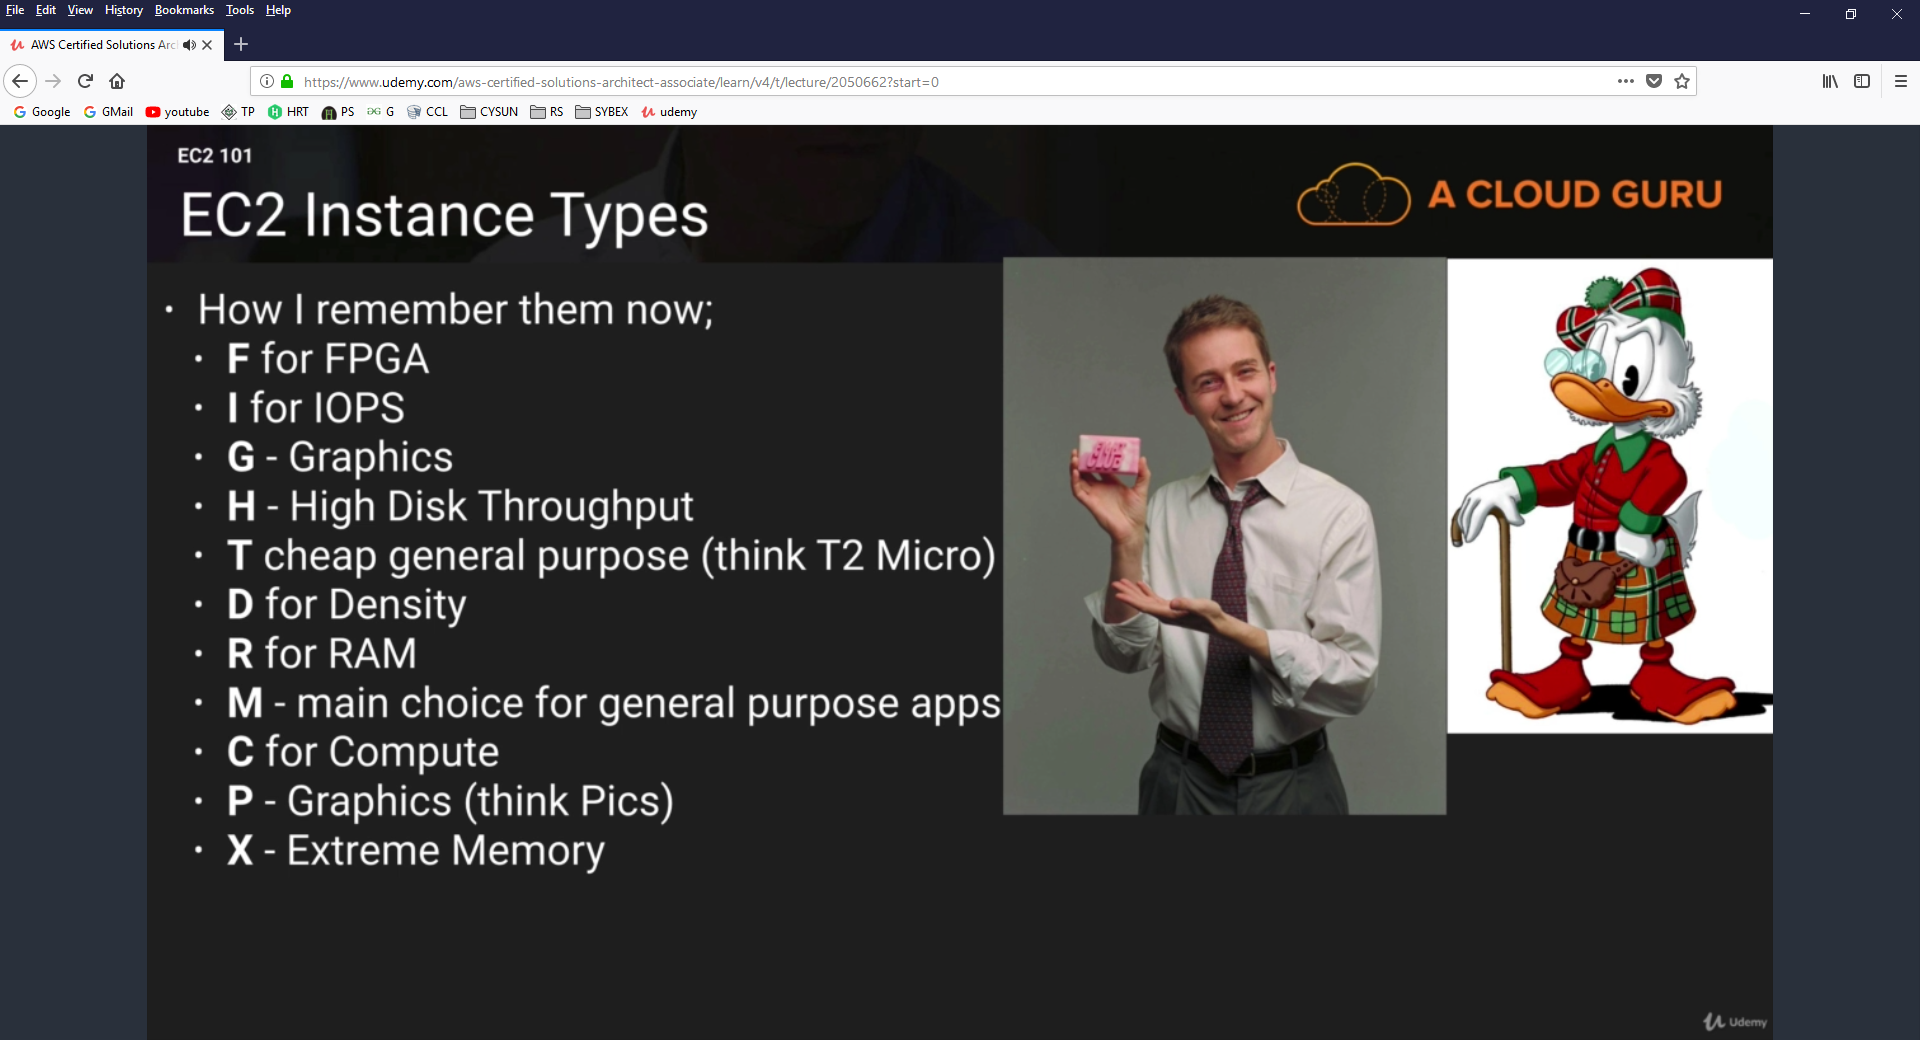 File Edit View History Bookmarks Tools Help
AWS Certified Solutions Arc
https://www.udemy.com/aws-certified-solutions-architect-associate/learn/v4/t/lecture/2050662?start=0
Google GMail youtube TP HRT PS G CCL CYSUN RS SYBEX udemy
EC2 101
EC2 Instance Types
A CLOUD GURU
• How I remember them now;
• F for FPGA
• I for IOPS
• G - Graphics
• H - High Disk Throughput
• T cheap general purpose (think T2 Micro)
• D for Density
• R for RAM
• M - main choice for general purpose apps
• C for Compute
• P - Graphics (think Pics)
• X - Extreme Memory
CLUB
Udemy